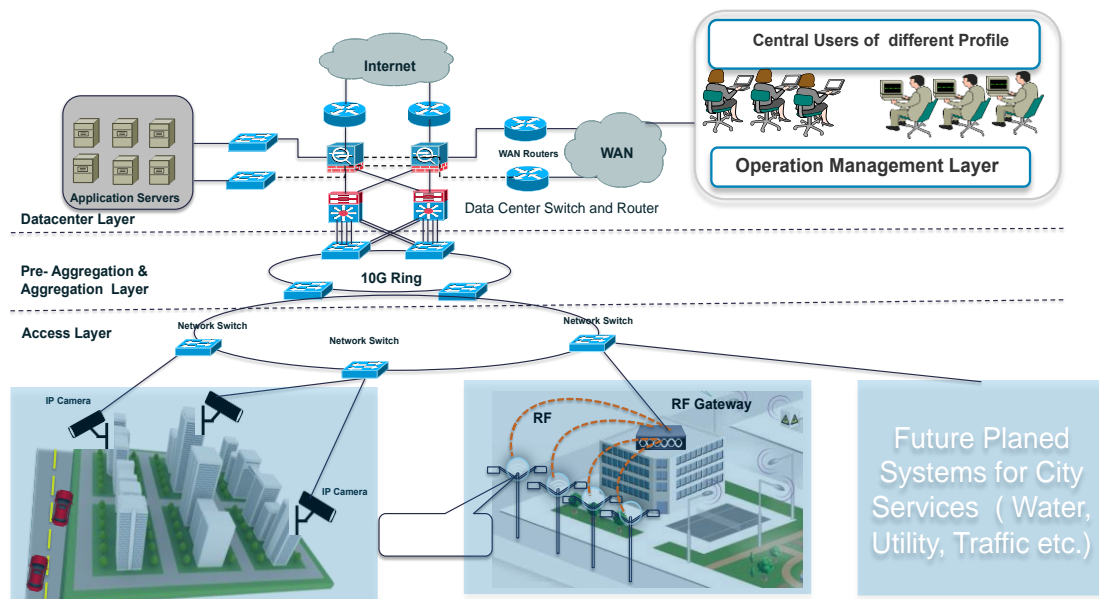 Central Users of  different Profile
Internet
WAN Routers
WAN
Operation Management Layer
Application Servers
Data Center Switch and Router
Datacenter Layer
Pre- Aggregation &
Aggregation  Layer
10G Ring
Access Layer
Network Switch
Network Switch
Network Switch
IP Camera
IP Camera
RF
RF Gateway
Future Planed
Systems for City
Services  ( Water,
Utility, Traffic etc.)